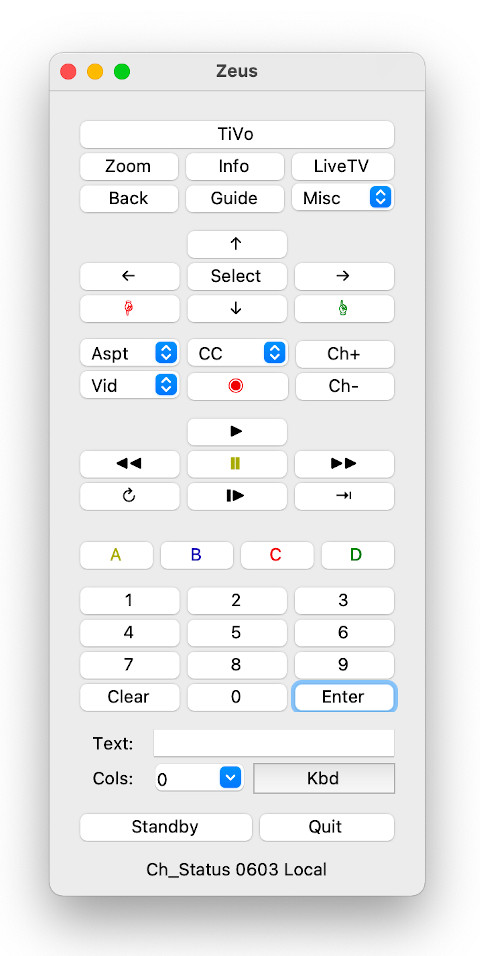 Zeus
TiVo
Zoom Info LiveTV
Back Guide Misc
↑
← Select →
↓
Aspt CC Ch+
Vid Ch-
A B C D
1 2 3
4 5 6
7 8 9
Clear 0 Enter
Text:
Cols: 0 Kbd
Standby Quit
Ch_Status 0603 Local